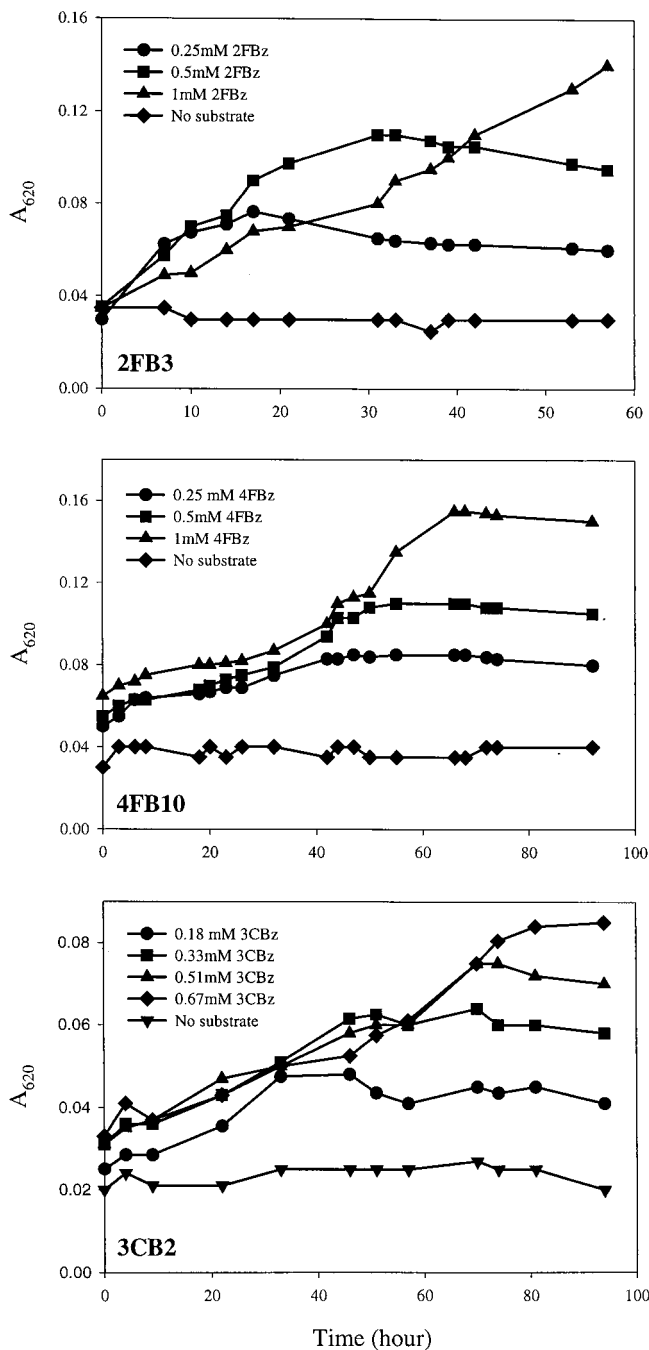 0.16
0.25mM 2FBz
0.5mM 2FBz
1mM 2FBz
No substrate
0.12
A620
0.08
0.04
2FB3
0.00
0 10 20 30 40 50 60
0.16
0.25 mM 4FBz
0.5mM 4FBz
1mM 4FBz
No substrate
0.12
A620
0.08
0.04
4FB10
0.00
0 20 40 60 80 100
0.18 mM 3CBz
0.33mM 3CBz
0.51mM 3CBz
0.67mM 3CBz
No substrate
0.08
0.06
A620
0.04
0.02
3CB2
0.00
0 20 40 60 80 100
Time (hour)